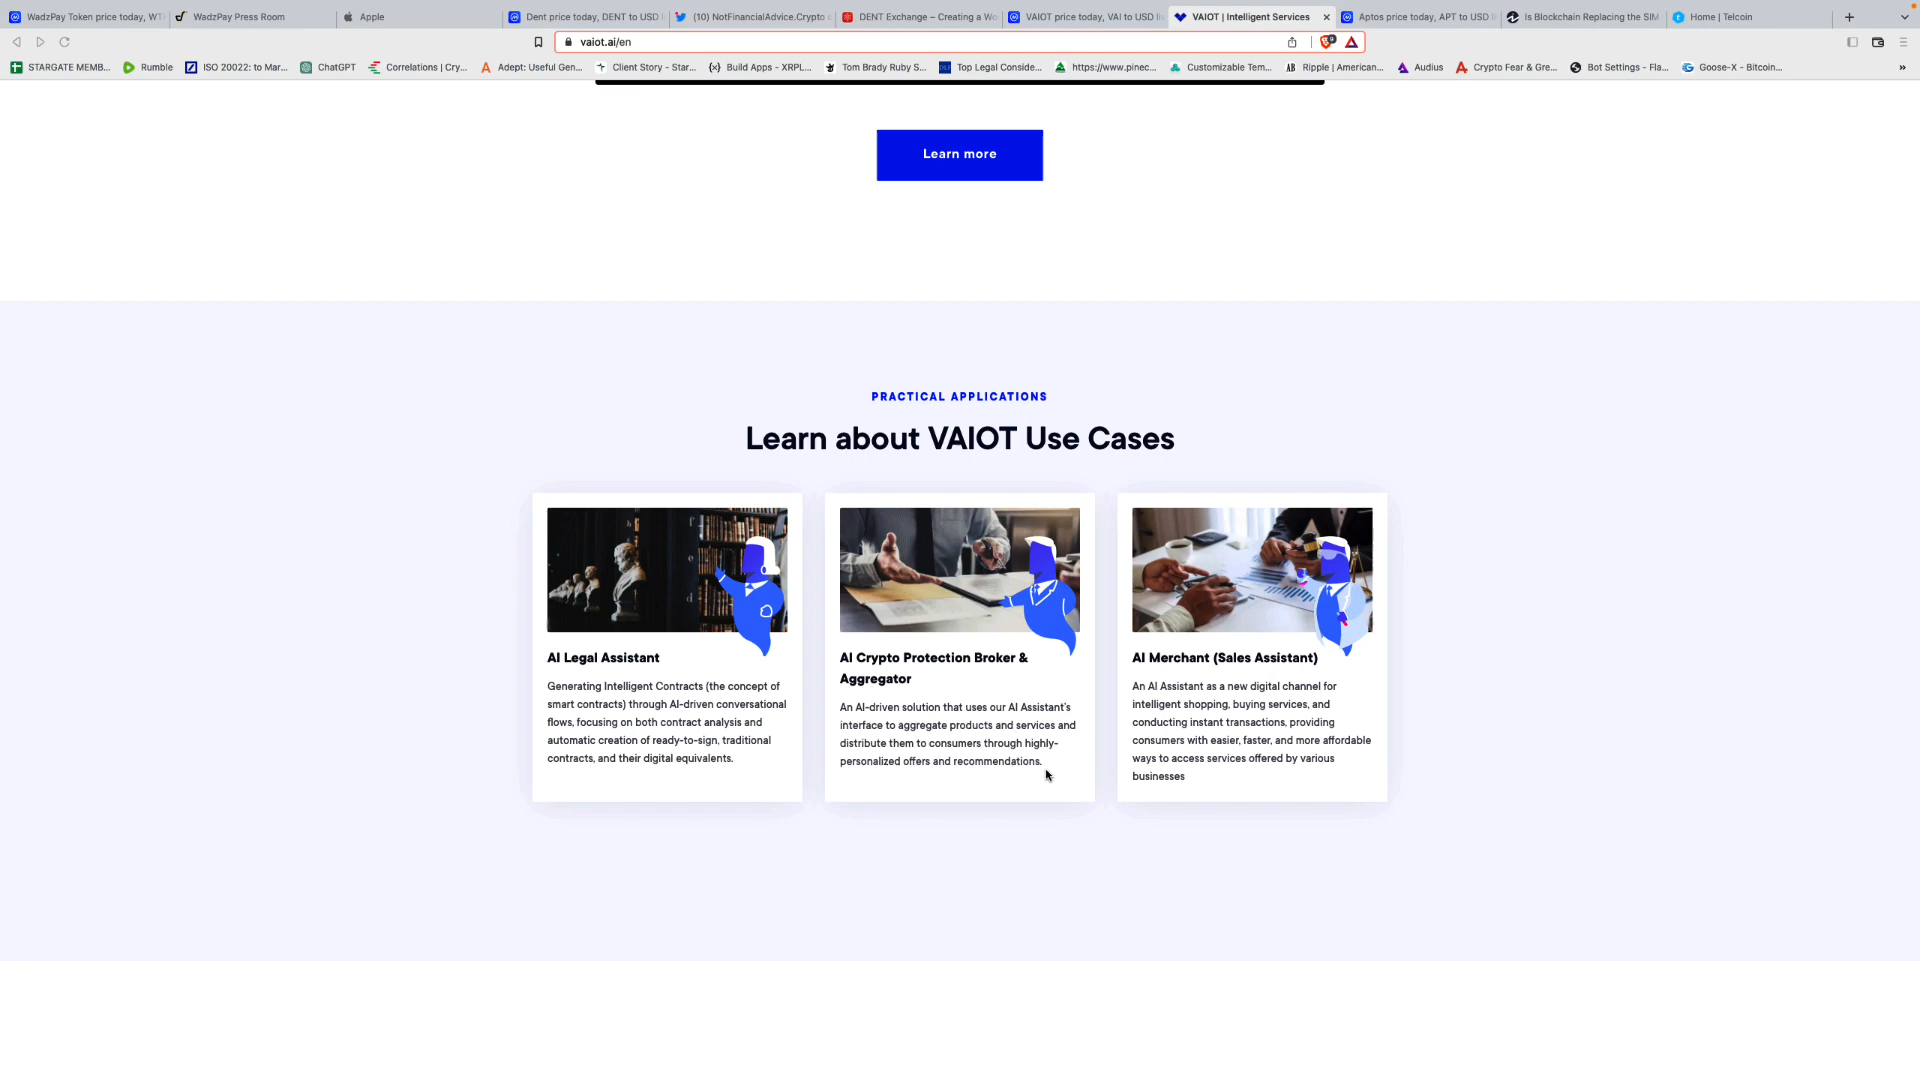 WadzPay Token price today, WT
WadzPay Press Room
Apple
Dent price today, DENT to USD
(10) NotFinancialAdvice.Crypto
DENT Exchange – Creating a Wo
VAIOT price today, VAI to USD li
VAIOT | Intelligent Services
Aptos price today, APT to USD
Is Blockchain Replacing the SIM
Home | Telcoin
vaiot.ai/en
9
STARGATE MEMB...
Rumble
ISO 20022: to Mar...
ChatGPT
Correlations | Cry...
Adept: Useful Gen...
Client Story - Star...
Build Apps - XRPL...
Tom Brady Ruby S...
Top Legal Conside...
https://www.pinec...
Customizable Tem...
Ripple | American...
Audius
Crypto Fear & Gre...
Bot Settings - Fla...
Goose-X - Bitcoin...
Learn more
PRACTICAL APPLICATIONS
Learn about VAIOT Use Cases
AI Legal Assistant
Generating Intelligent Contracts (the concept of
smart contracts) through AI-driven conversational
flows, focusing on both contract analysis and
automatic creation of ready-to-sign, traditional
contracts, and their digital equivalents.
AI Crypto Protection Broker &
Aggregator
An AI-driven solution that uses our AI Assistant's
interface to aggregate products and services and
distribute them to consumers through highly-
personalized offers and recommendations.
AI Merchant (Sales Assistant)
An AI Assistant as a new digital channel for
intelligent shopping, buying services, and
conducting instant transactions, providing
consumers with easier, faster, and more affordable
ways to access services offered by various
businesses